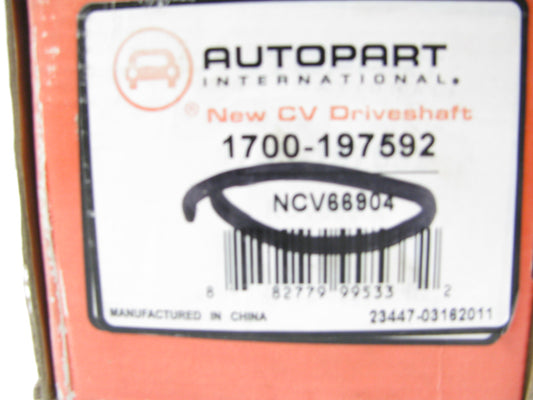 AUTOPART
INTERNATIONAL.
® New CV Driveshaft
1700-197592
NCV66904
8 82779 99533 2
MANUFACTURED IN CHINA 23447-03162011